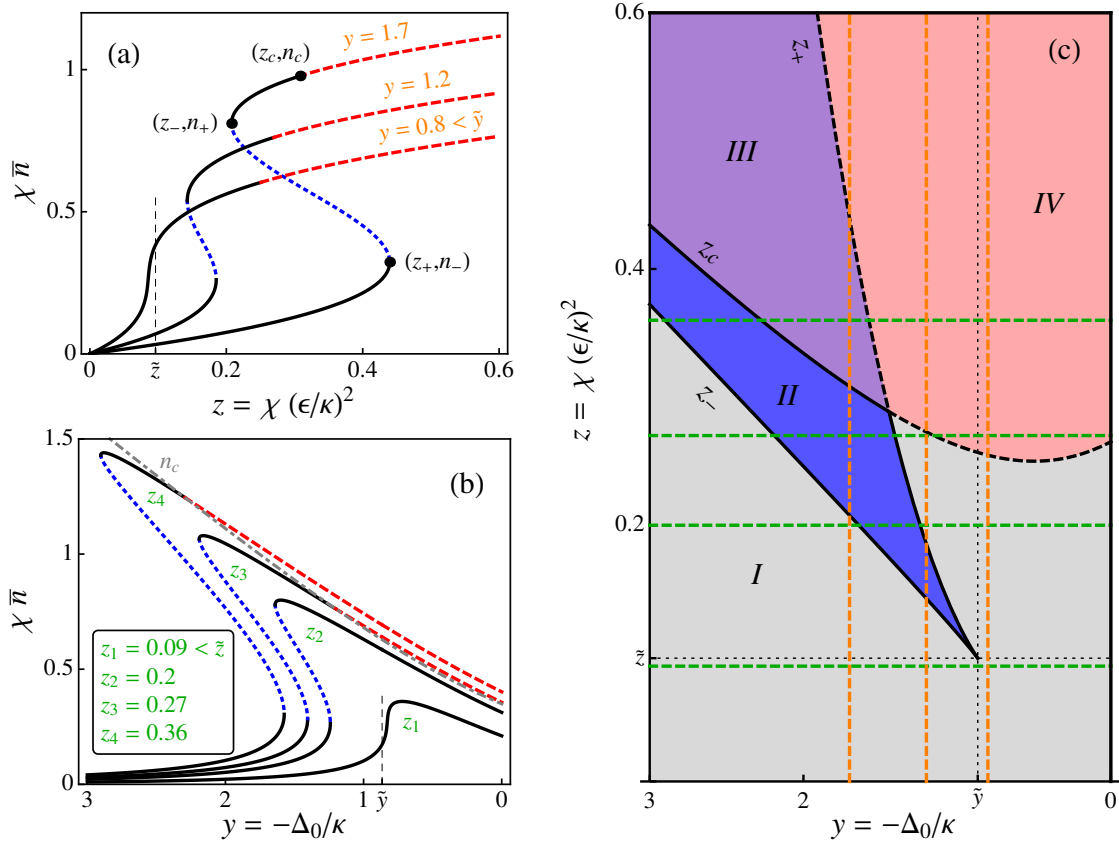 (a)
y = 1.7
y = 1.2
y = 0.8 < ỹ
(z_c,n_c)
(z_−,n_+)
(z_+,n_−)
χ n̅
1
0.5
0
0 z̃ 0.2 0.4 0.6
z = χ (ϵ/κ)²
(b)
n_c
z_4
z_3
z_2
z_1
z_1 = 0.09 < z̃
z_2 = 0.2
z_3 = 0.27
z_4 = 0.36
χ n̅
1.5
1
0.5
0
3 2 1 ỹ 0
y = −Δ_0/κ
(c)
z_+
III
IV
z_c
II
z_−
I
z = χ (ϵ/κ)²
0.6
0.4
0.2
z̃
3 2 ỹ 0
y = −Δ_0/κ